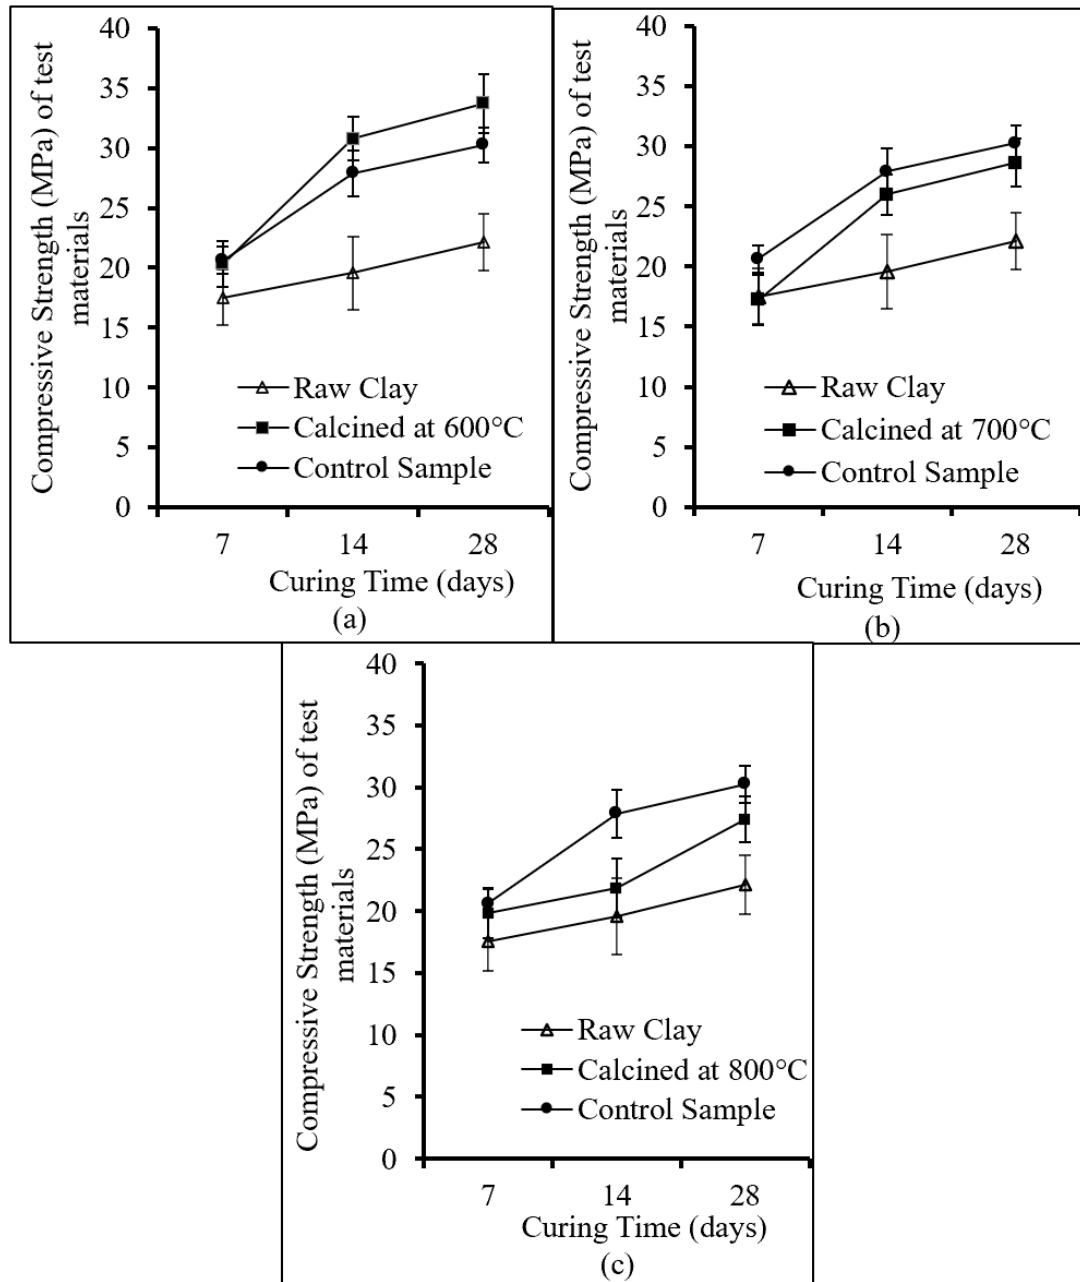 Compressive Strength (MPa) of test
materials
40
35
30
25
20
15
10
5
0
Raw Clay
Calcined at 600°C
Control Sample
7 14 28
Curing Time (days)
(a)
Compressive Strength (MPa) of test
materials
40
35
30
25
20
15
10
5
0
Raw Clay
Calcined at 700°C
Control Sample
7 14 28
Curing Time (days)
(b)
Compressive Strength (MPa) of test
materials
40
35
30
25
20
15
10
5
0
Raw Clay
Calcined at 800°C
Control Sample
7 14 28
Curing Time (days)
(c)